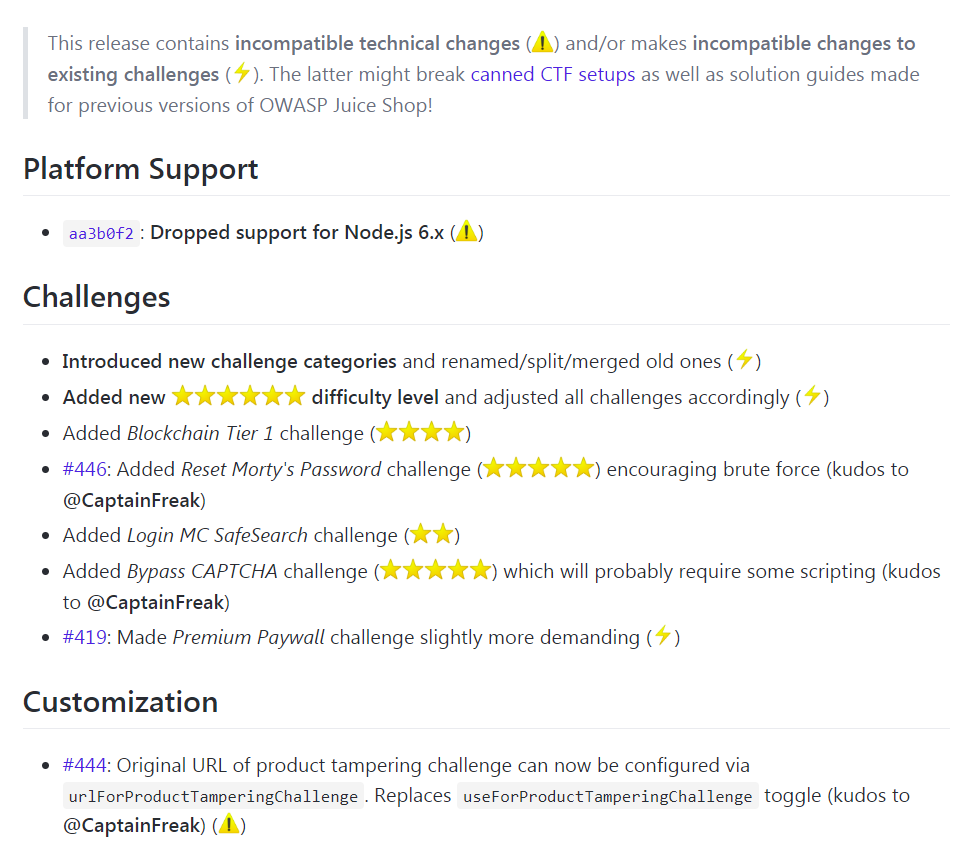 This release contains incompatible technical changes (⚠️) and/or makes incompatible changes to
existing challenges (⚡). The latter might break canned CTF setups as well as solution guides made
for previous versions of OWASP Juice Shop!
Platform Support
• aa3b0f2: Dropped support for Node.js 6.x (⚠️)
Challenges
• Introduced new challenge categories and renamed/split/merged old ones (⚡)
• Added new ⭐⭐⭐⭐⭐⭐ difficulty level and adjusted all challenges accordingly (⚡)
• Added Blockchain Tier 1 challenge (⭐⭐⭐⭐)
• #446: Added Reset Morty's Password challenge (⭐⭐⭐⭐⭐) encouraging brute force (kudos to
@CaptainFreak)
• Added Login MC SafeSearch challenge (⭐⭐)
• Added Bypass CAPTCHA challenge (⭐⭐⭐⭐⭐) which will probably require some scripting (kudos
to @CaptainFreak)
• #419: Made Premium Paywall challenge slightly more demanding (⚡)
Customization
• #444: Original URL of product tampering challenge can now be configured via
urlForProductTamperingChallenge. Replaces useForProductTamperingChallenge toggle (kudos to
@CaptainFreak) (⚠️)